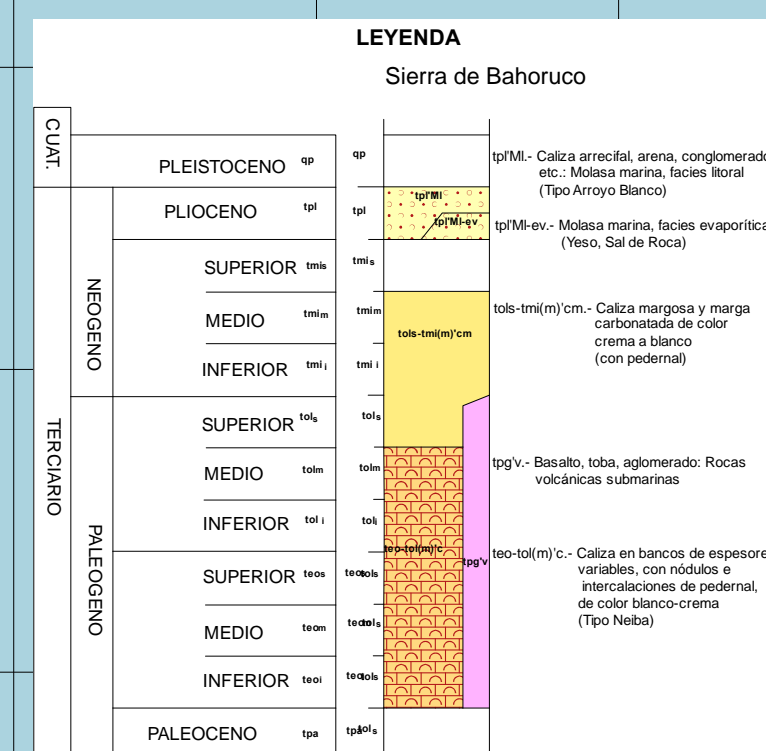 LEYENDA
Sierra de Bahoruco
CUAT.
TERCIARIO
NEOGENO
PALEOGENO
PLEISTOCENO qp qp
PLIOCENO tpl tpl
SUPERIOR tmis tmis
MEDIO tmim tmim
INFERIOR tmi i tmi i
SUPERIOR tols tols
MEDIO tolm tolm
INFERIOR tol i toli
SUPERIOR teos
MEDIO teom
INFERIOR teoi
PALEOCENO tpa
tpl'Ml
tpl'Ml-ev
tols-tmi(m)'cm
teo-tol(m)'c
tpg'v
tpl'Ml.- Caliza arrecifal, arena, conglomerado
etc.: Molasa marina, facies litoral
(Tipo Arroyo Blanco)
tpl'Ml-ev.- Molasa marina, facies evaporítica
(Yeso, Sal de Roca)
tols-tmi(m)'cm.- Caliza margosa y marga
carbonatada de color
crema a blanco
(con pedernal)
tpg'v.- Basalto, toba, aglomerado: Rocas
volcánicas submarinas
teo-tol(m)'c.- Caliza en bancos de espesore
variables, con nódulos e
intercalaciones de pedernal,
de color blanco-crema
(Tipo Neiba)